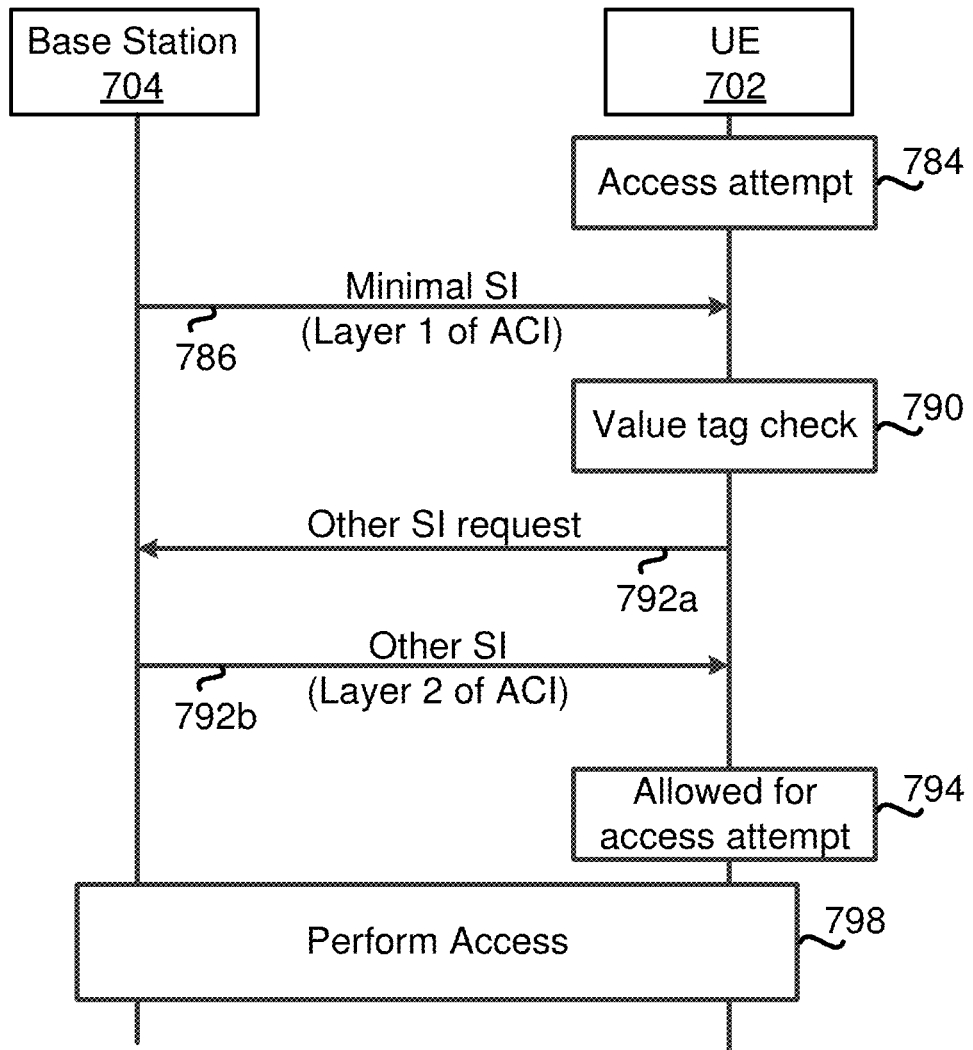 Base Station
704
UE
702
Access attempt
784
Minimal SI
(Layer 1 of ACI)
786
Value tag check
790
Other SI request
792a
Other SI
(Layer 2 of ACI)
792b
Allowed for
access attempt
794
Perform Access
798